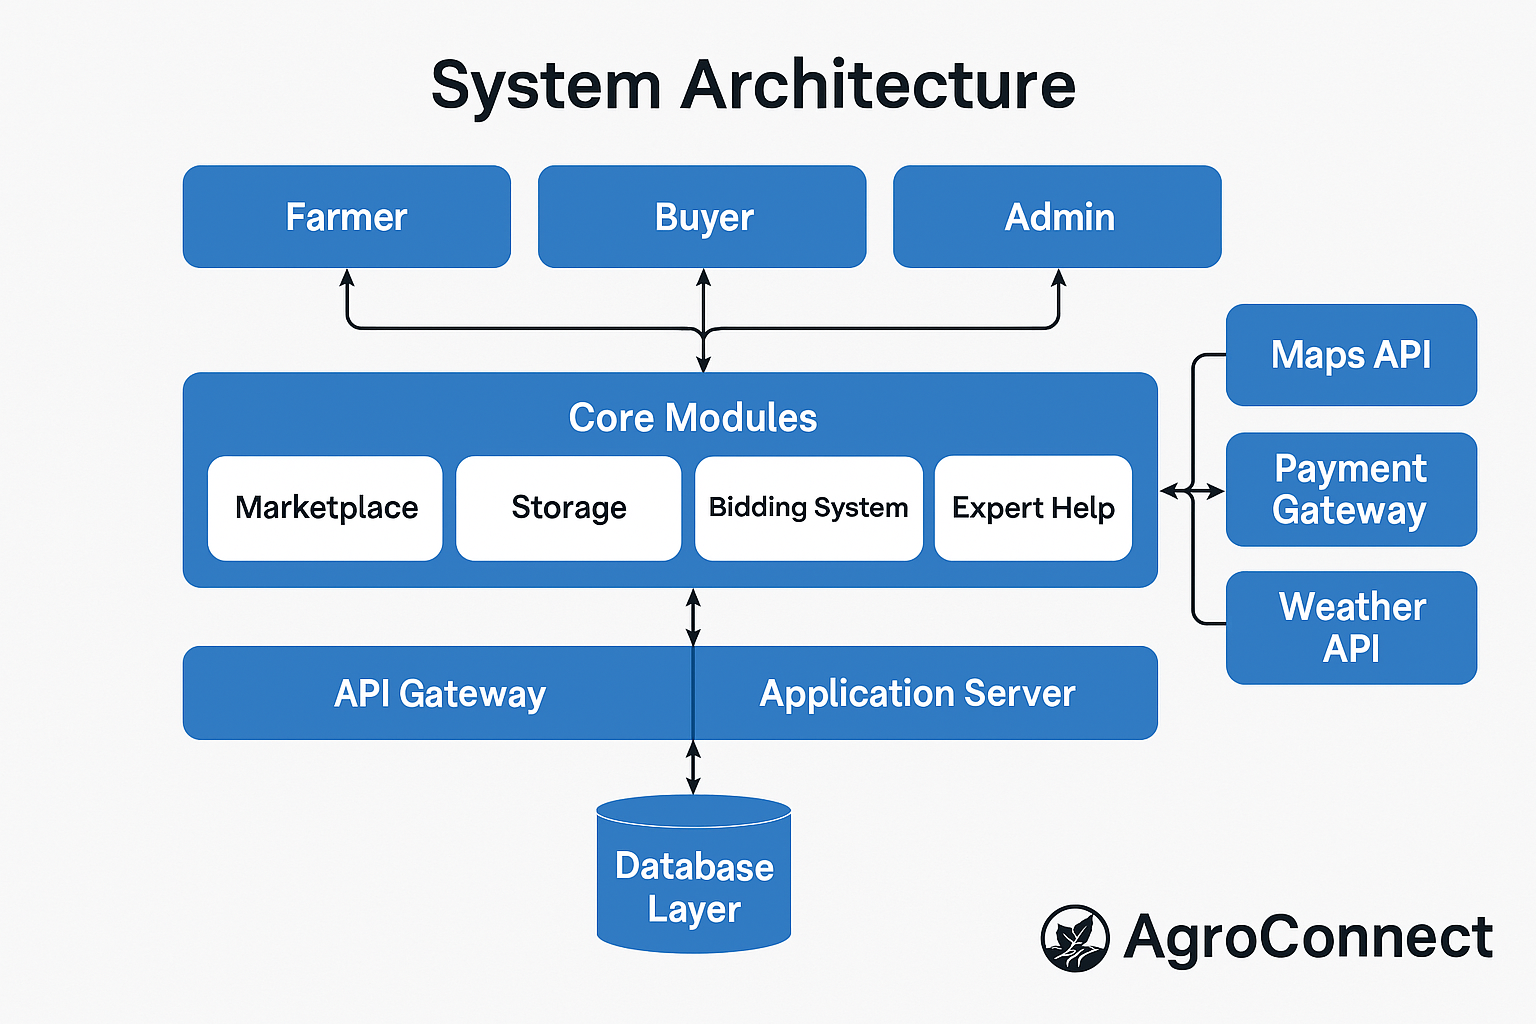 System Architecture
Farmer
Buyer
Admin
Core Modules
Marketplace
Storage
Bidding System
Expert Help
Maps API
Payment
Gateway
Weather
API
API Gateway
Application Server
Database
Layer
AgroConnect